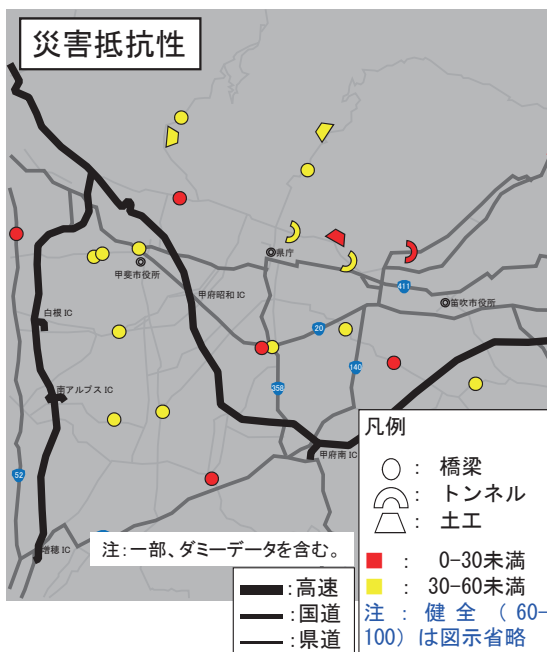 災害抵抗性
県庁
甲斐市役所
411
笛吹市役所
甲府昭和 IC
白根 IC
20
140
358
南アルプス IC
甲府南 IC
52
増穂 IC
注:一部、ダミーデータを含む。
:高速
:国道
:県道
凡例
: 橋梁
: トンネル
: 土工
: 0-30未満
: 30-60未満
注 : 健 全 ( 60-
100) は図示省略